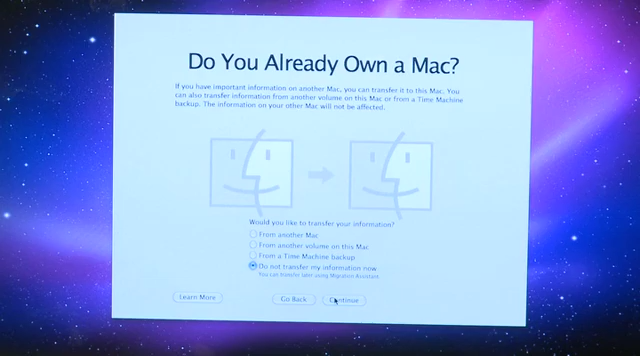 Do You Already Own a Mac?
If you have important information on another Mac, you can transfer it to this Mac. You
can also transfer information from another volume on this Mac or from a Time Machine
backup. The information on your other Mac will not be affected.
Would you like to transfer your information?
From another Mac
From another volume on this Mac
From a Time Machine backup
Do not transfer my information now
You can transfer later using Migration Assistant.
Learn More
Go Back
Continue